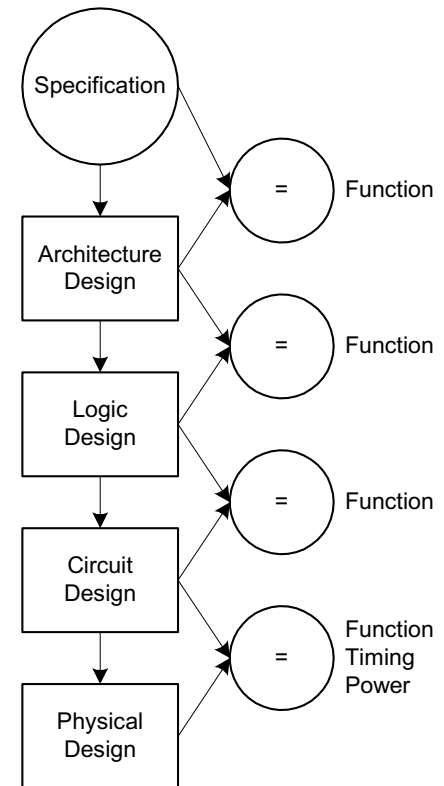 Specification
=
Function
Architecture
Design
=
Function
Logic
Design
=
Function
Circuit
Design
=
Function
Timing
Power
Physical
Design